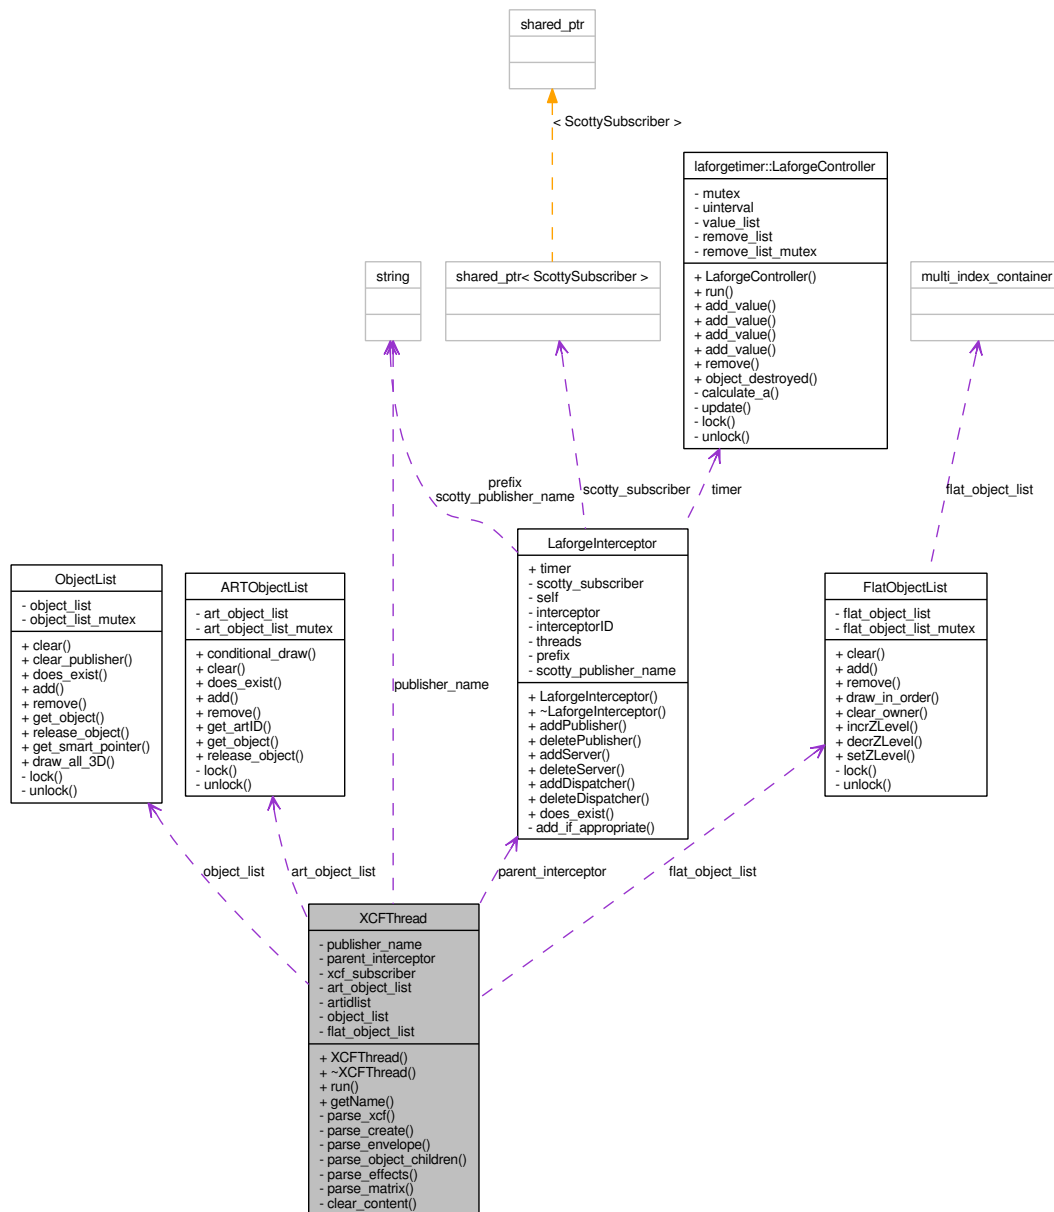 shared_ptr
< ScottySubscriber >
laforgetimer::LaforgeController
- mutex
- uinterval
- value_list
- remove_list
- remove_list_mutex
+ LaforgeController()
+ run()
+ add_value()
+ add_value()
+ add_value()
+ add_value()
+ remove()
+ object_destroyed()
- calculate_a()
- update()
- lock()
- unlock()
string
shared_ptr< ScottySubscriber >
multi_index_container
prefix
scotty_publisher_name
scotty_subscriber
timer
flat_object_list
ObjectList
- object_list
- object_list_mutex
+ clear()
+ clear_publisher()
+ does_exist()
+ add()
+ remove()
+ get_object()
+ release_object()
+ get_smart_pointer()
+ draw_all_3D()
- lock()
- unlock()
ARTObjectList
- art_object_list
- art_object_list_mutex
+ conditional_draw()
+ clear()
+ does_exist()
+ add()
+ remove()
+ get_artID()
+ get_object()
+ release_object()
- lock()
- unlock()
publisher_name
LaforgeInterceptor
+ timer
- scotty_subscriber
- self
- interceptor
- interceptorID
- threads
- prefix
- scotty_publisher_name
+ LaforgeInterceptor()
+ ~LaforgeInterceptor()
+ addPublisher()
+ deletePublisher()
+ addServer()
+ deleteServer()
+ addDispatcher()
+ deleteDispatcher()
+ does_exist()
- add_if_appropriate()
FlatObjectList
- flat_object_list
- flat_object_list_mutex
+ clear()
+ add()
+ remove()
+ draw_in_order()
+ clear_owner()
+ incrZLevel()
+ decrZLevel()
+ setZLevel()
- lock()
- unlock()
object_list
art_object_list
parent_interceptor
flat_object_list
XCFThread
- publisher_name
- parent_interceptor
- xcf_subscriber
- art_object_list
- artidlist
- object_list
- flat_object_list
+ XCFThread()
+ ~XCFThread()
+ run()
+ getName()
- parse_xcf()
- parse_create()
- parse_envelope()
- parse_object_children()
- parse_effects()
- parse_matrix()
- clear_content()